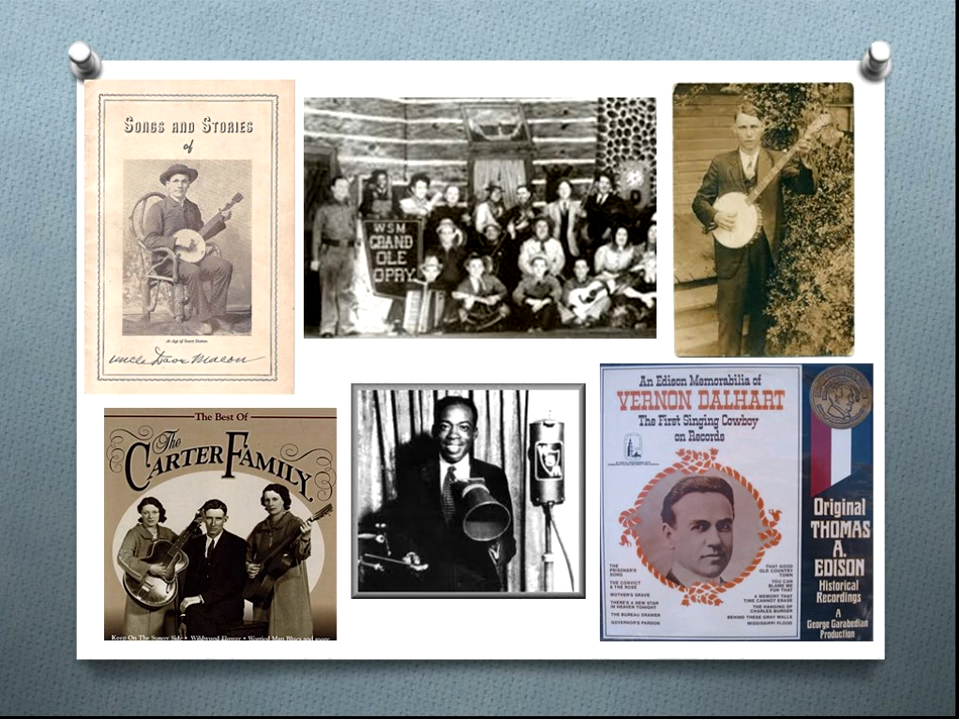 SONGS AND STORIES
of
Uncle Dave Macon
WSM
GRAND
OLE
OPRY
The Best Of
The
CARTER FAMILY
Keep On The Sunny Side • Wildwood Flower • Worried Man Blues and more
WSM
An Edison Memorabilia of
VERNON DALHART
The First Singing Cowboy
on Records
THE
PRISONER'S
SONG
THE CONVICT
& THE ROSE
MOTHER'S GRAVE
THERE'S A NEW STAR
IN HEAVEN TONIGHT
THE BUREAU DRAWER
GOVERNOR'S PARDON
THAT GOOD
OLD COUNTRY
TOWN
YOU CAN
BLAME ME
FOR THAT
A MEMORY THAT
TIME CANNOT ERASE
THE HANGING OF
CHARLES BURGER
BEHIND THESE GRAY WALLS
MISSISSIPPI FLOOD
Original
THOMAS
A.
EDISON
Historical
Recordings
A
George Garabedian
Production